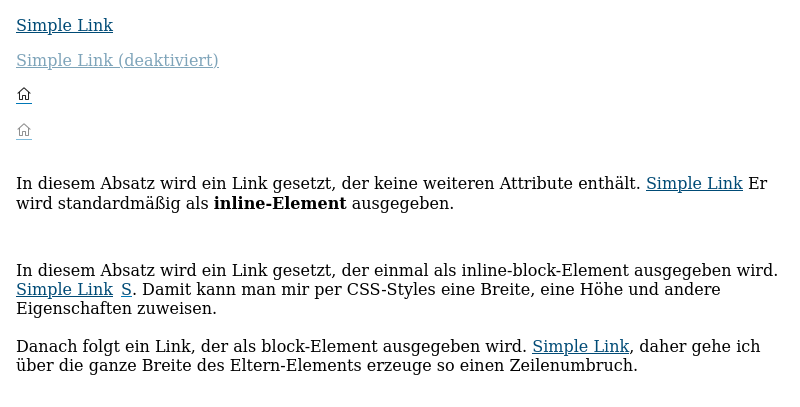 Simple Link
Simple Link (deaktiviert)
In diesem Absatz wird ein Link gesetzt, der keine weiteren Attribute enthält. Simple Link Er
wird standardmäßig als inline-Element ausgegeben.
In diesem Absatz wird ein Link gesetzt, der einmal als inline-block-Element ausgegeben wird.
Simple Link S. Damit kann man mir per CSS-Styles eine Breite, eine Höhe und andere
Eigenschaften zuweisen.
Danach folgt ein Link, der als block-Element ausgegeben wird. Simple Link, daher gehe ich
über die ganze Breite des Eltern-Elements erzeuge so einen Zeilenumbruch.